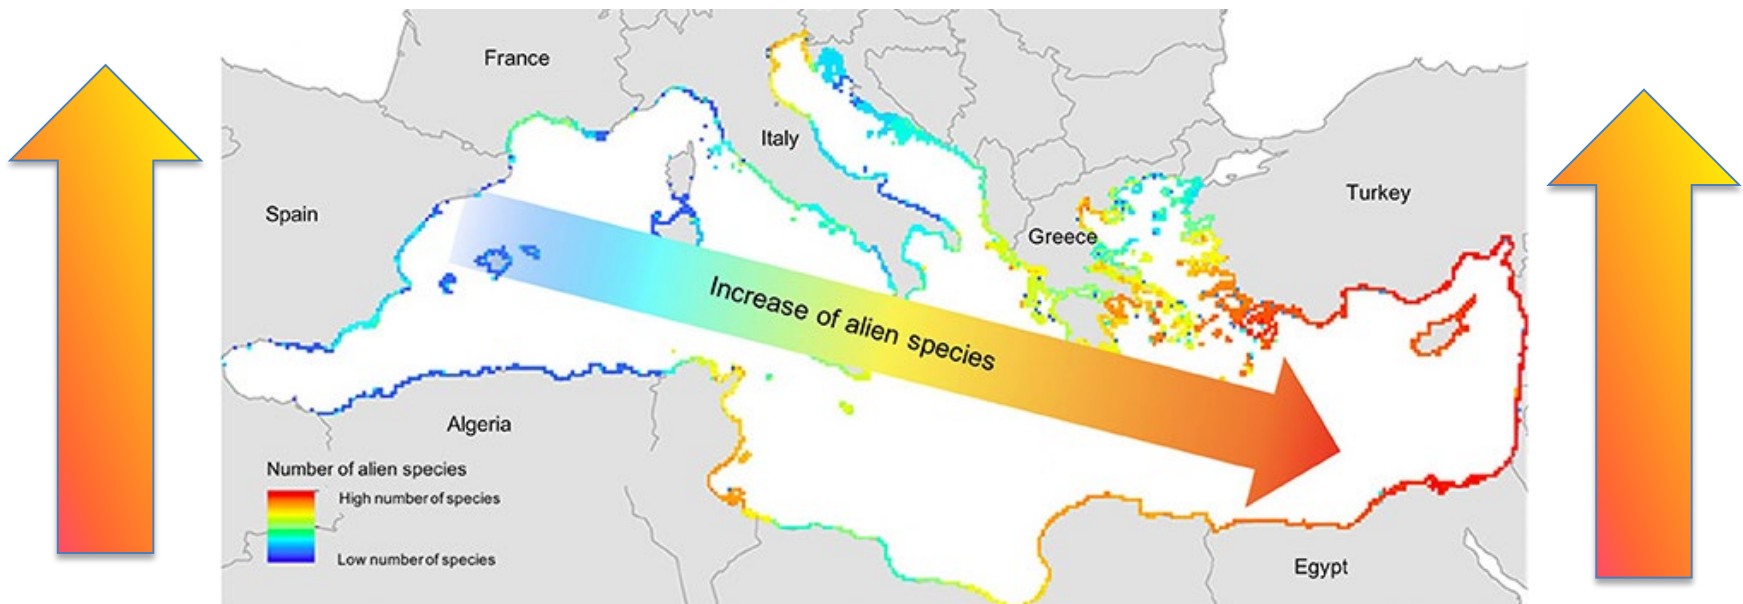 France
Italy
Spain
Turkey
Greece
Increase of alien species
Algeria
Number of alien species
High number of species
Low number of species
Egypt